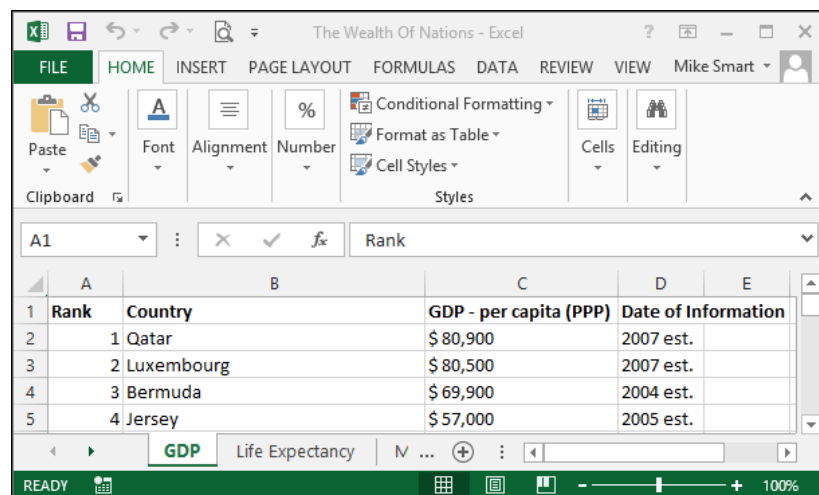 The Wealth Of Nations - Excel
?
FILE HOME INSERT PAGE LAYOUT FORMULAS DATA REVIEW VIEW Mike Smart
Paste
Clipboard
A
Font
Alignment
%
Number
Conditional Formatting
Format as Table
Cell Styles
Styles
Cells
Editing
A1 fx Rank
A B C D E
1 Rank Country GDP - per capita (PPP) Date of Information
2 1 Qatar $ 80,900 2007 est.
3 2 Luxembourg $ 80,500 2007 est.
4 3 Bermuda $ 69,900 2004 est.
5 4 Jersey $ 57,000 2005 est.
GDP Life Expectancy M ...
READY 100%